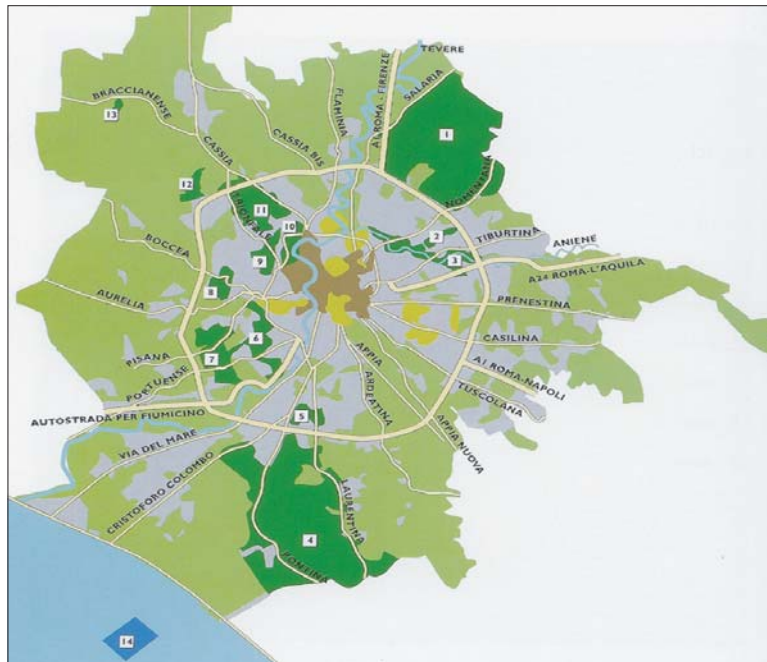 TEVERE
SALARIA
A1 ROMA - FIRENZE
FLAMINIA
BRACCIANENSE
13
1
CASSIA
CASSIA BIS
NOMENTANA
12
TRIONFALE
11
10
2
TIBURTINA
ANIENE
BOCCEA
9
3
A24 ROMA-L'AQUILA
8
AURELIA
PRENESTINA
6
CASILINA
PISANA
7
APPIA
A1 ROMA-NAPOLI
PORTUENSE
ARDEATINA
TUSCOLANA
AUTOSTRADA PER FIUMICINO
5
APPIA NUOVA
VIA DEL MARE
CRISTOFORO COLOMBO
LAURENTINA
4
PONTINA
14